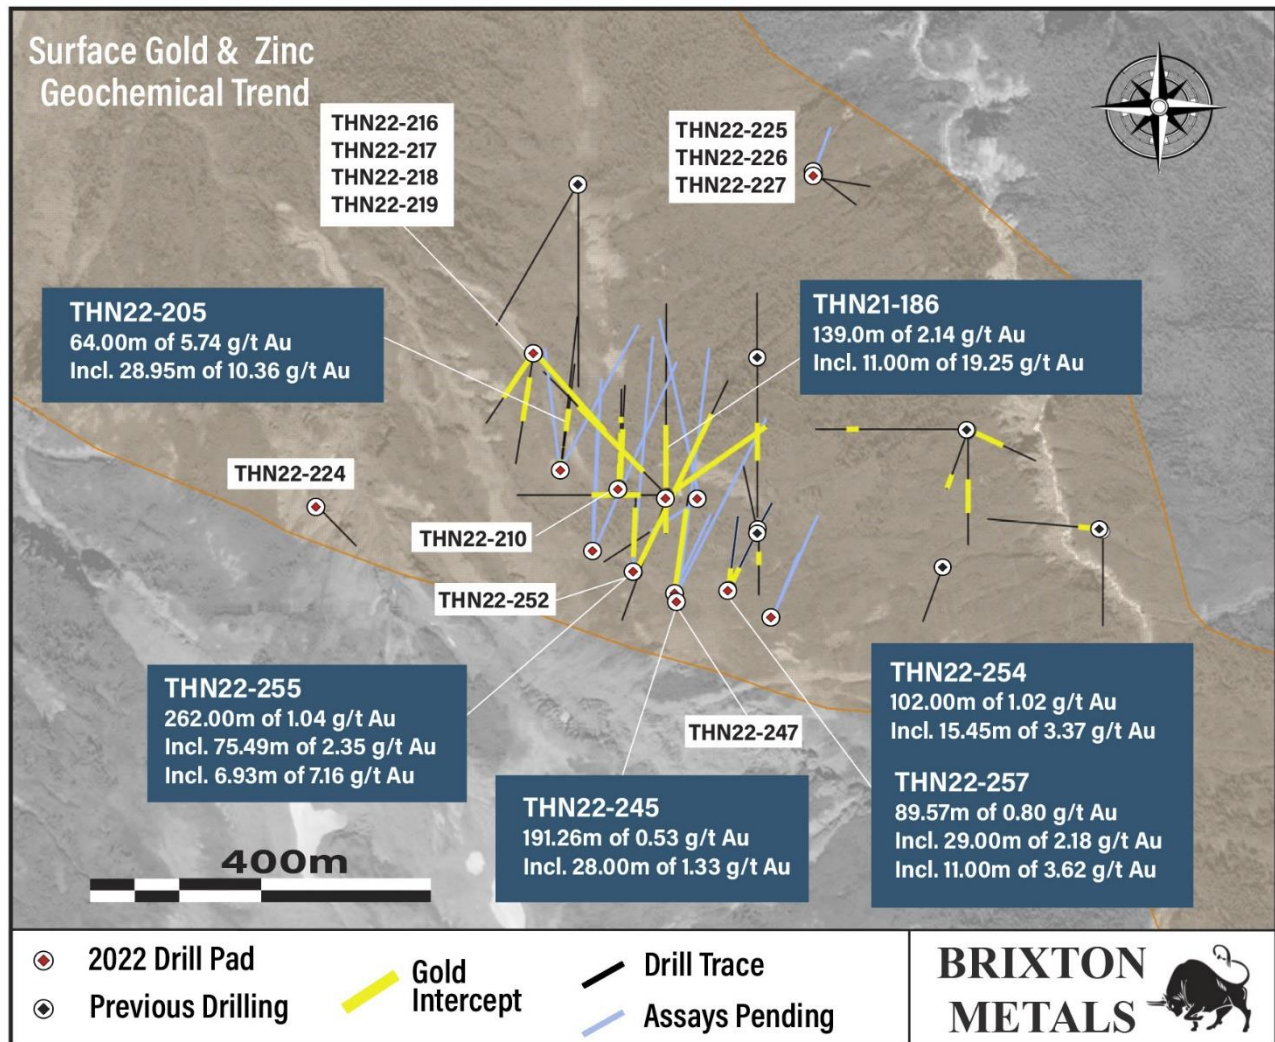 Surface Gold & Zinc
Geochemical Trend
THN22-216
THN22-217
THN22-218
THN22-219
THN22-225
THN22-226
THN22-227
THN22-205
64.00m of 5.74 g/t Au
Incl. 28.95m of 10.36 g/t Au
THN21-186
139.0m of 2.14 g/t Au
Incl. 11.00m of 19.25 g/t Au
THN22-224
THN22-210
THN22-252
THN22-255
262.00m of 1.04 g/t Au
Incl. 75.49m of 2.35 g/t Au
Incl. 6.93m of 7.16 g/t Au
THN22-247
THN22-245
191.26m of 0.53 g/t Au
Incl. 28.00m of 1.33 g/t Au
THN22-254
102.00m of 1.02 g/t Au
Incl. 15.45m of 3.37 g/t Au
THN22-257
89.57m of 0.80 g/t Au
Incl. 29.00m of 2.18 g/t Au
Incl. 11.00m of 3.62 g/t Au
400m
2022 Drill Pad
Previous Drilling
Gold
Intercept
Drill Trace
Assays Pending
BRIXTON
METALS